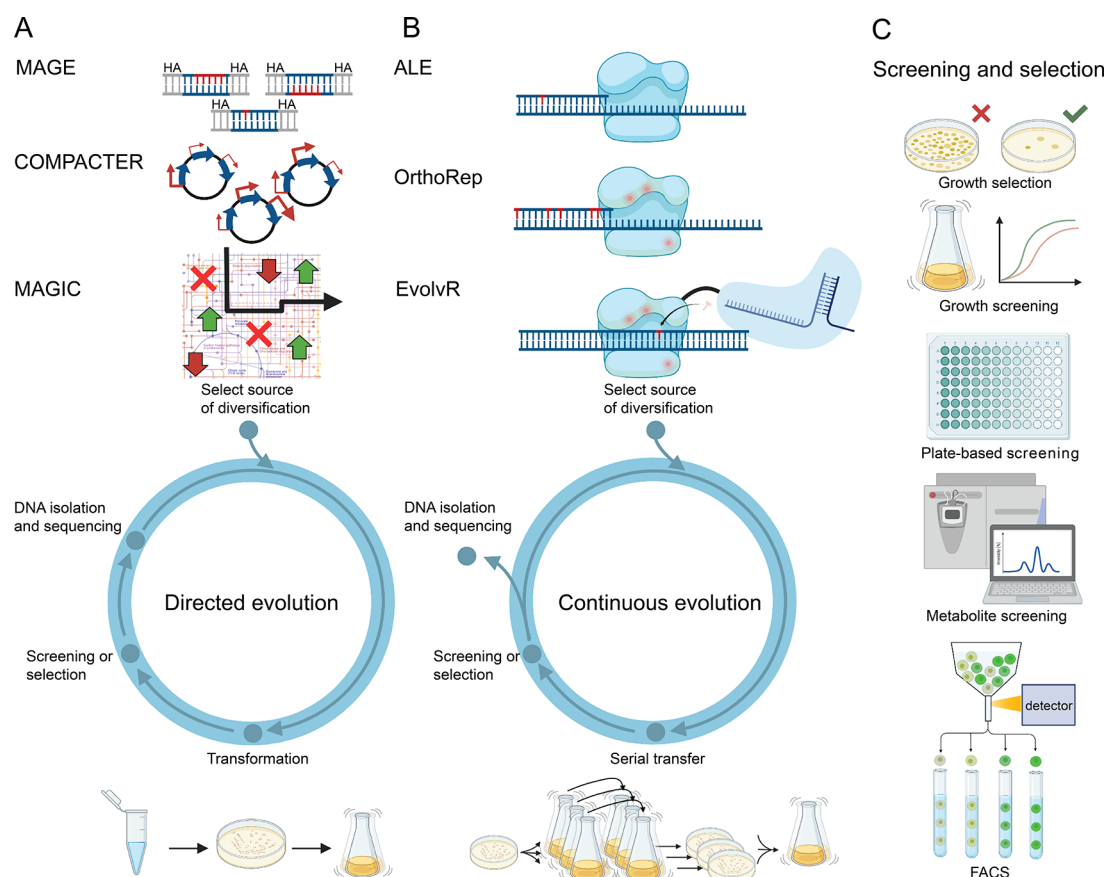 A
MAGE
HA HA HA HA
HA HA
COMPACTER
MAGIC
Select source
of diversification
DNA isolation
and sequencing
Directed evolution
Screening or
selection
Transformation
B
ALE
OrthoRep
EvolvR
Select source
of diversification
DNA isolation
and sequencing
Continuous evolution
Screening or
selection
Serial transfer
C
Screening and selection
Growth selection
Growth screening
Plate-based screening
Metabolite screening
detector
FACS